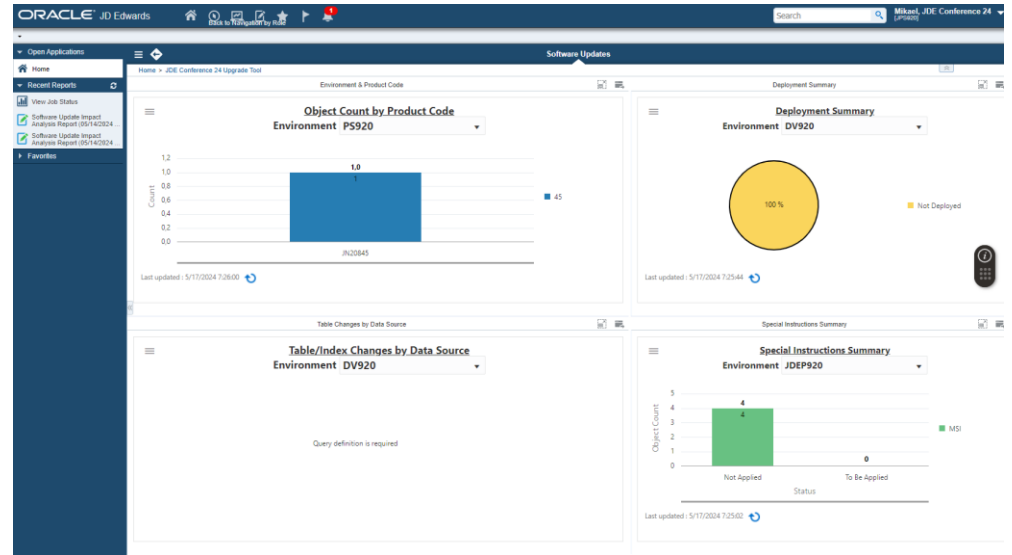 ORACLE JD Edwards
Back to Navigation by Role
1
Search
Mikael, JDE Conference 24
[JPS920]
Open Applications
Home
Recent Reports
View Job Status
Software Update Impact
Analysis Report (05/14/2024 ...
Software Update Impact
Analysis Report (05/14/2024 ...
Favorites
Software Updates
Home > JDE Conference 24 Upgrade Tool
Environment & Product Code
Object Count by Product Code
Environment PS920
1,2
1,0
0,8
0,6
0,4
0,2
0,0
Count
1,0
1
JN20845
45
Last updated : 5/17/2024 7:26:00
Deployment Summary
Deployment Summary
Environment DV920
100 %
Not Deployed
Last updated : 5/17/2024 7:25:44
Table Changes by Data Source
Table/Index Changes by Data Source
Environment DV920
Query definition is required
Special Instructions Summary
Special Instructions Summary
Environment JDEP920
5
4
3
2
1
0
Object Count
4
4
0
Not Applied
To Be Applied
Status
MSI
Last updated : 5/17/2024 7:25:02